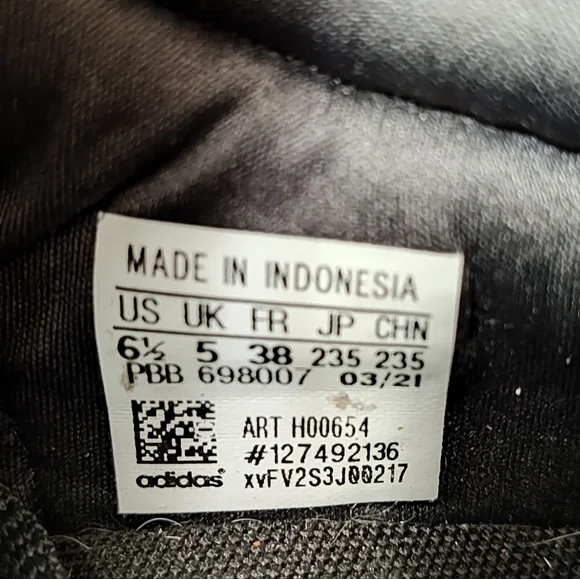 MADE IN INDONESIA
US UK FR JP CHN
6½ 5 38 235 235
PBB 698007 03/21
ART H00654
#127492136
adidas xvFV2S3J00217